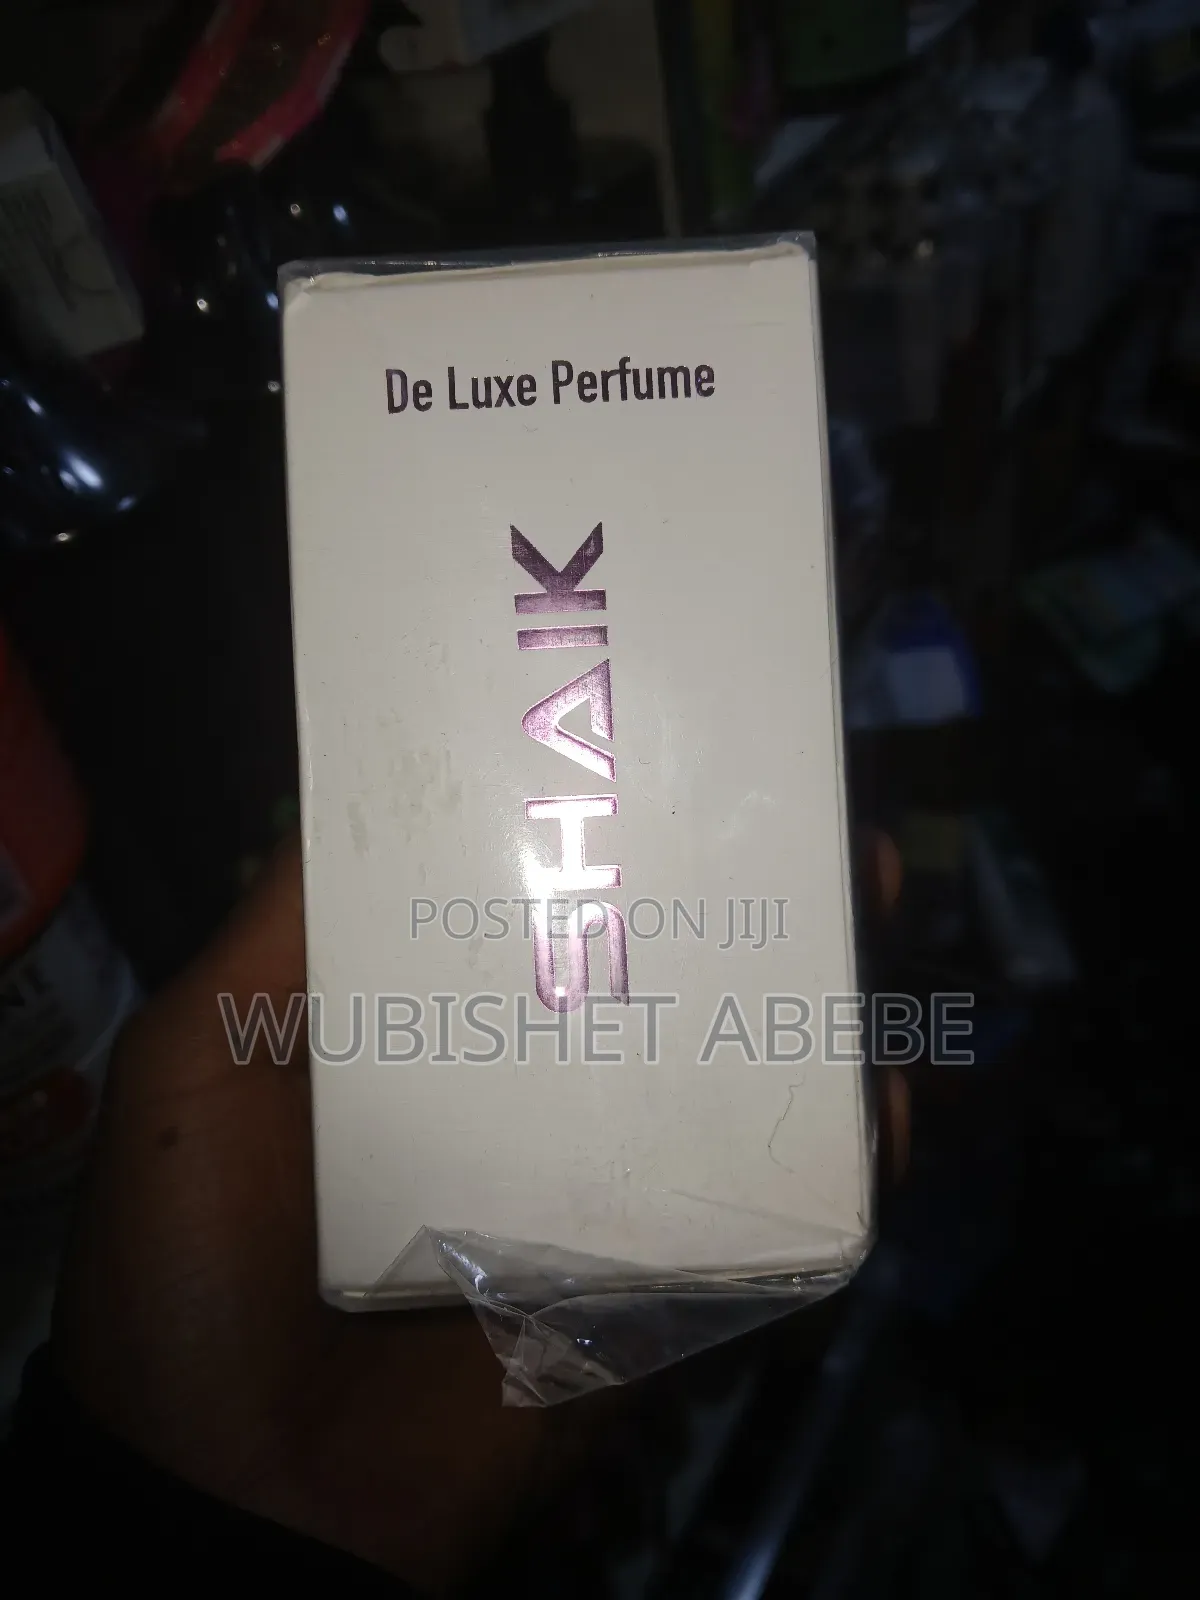 De Luxe Perfume
SHAIK
POSTED ON JIJI
WUBISHET ABEBE